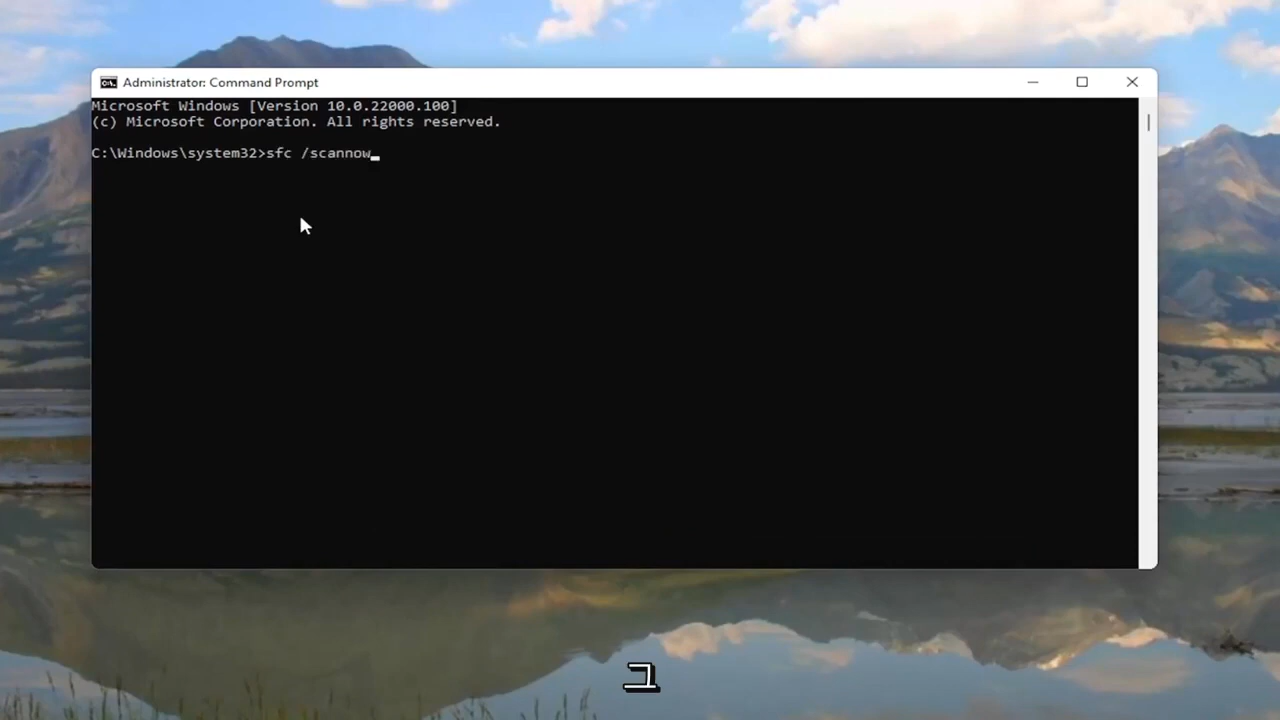 Administrator: Command Prompt
Microsoft Windows [Version 10.0.22000.100]
(c) Microsoft Corporation. All rights reserved.
C:\Windows\system32>sfc /scannow
그